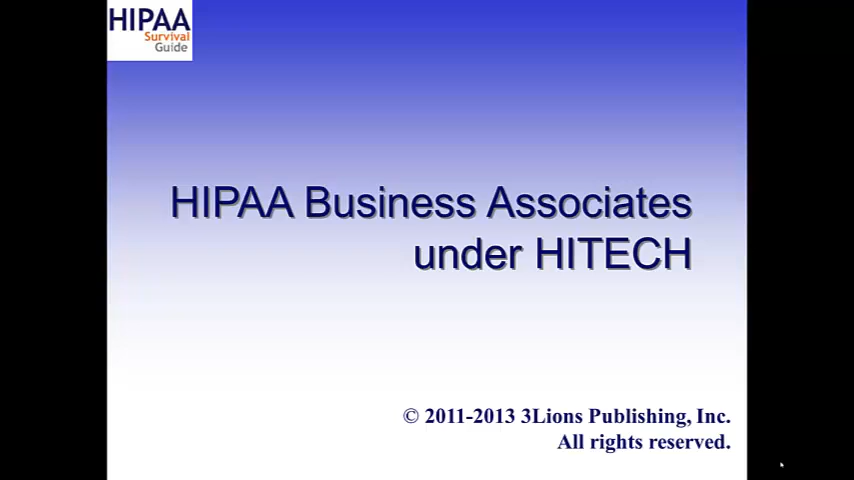 HIPAA
Survival
Guide
HIPAA Business Associates
under HITECH
© 2011-2013 3Lions Publishing, Inc.
All rights reserved.